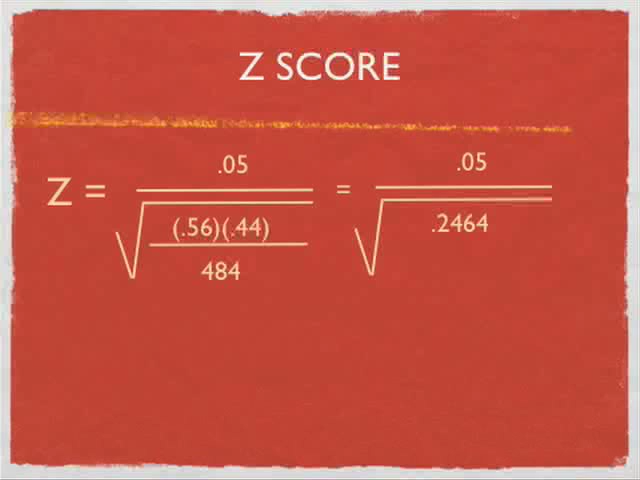 Z SCORE
.05 .05
Z = =
(.56)(.44) .2464
484